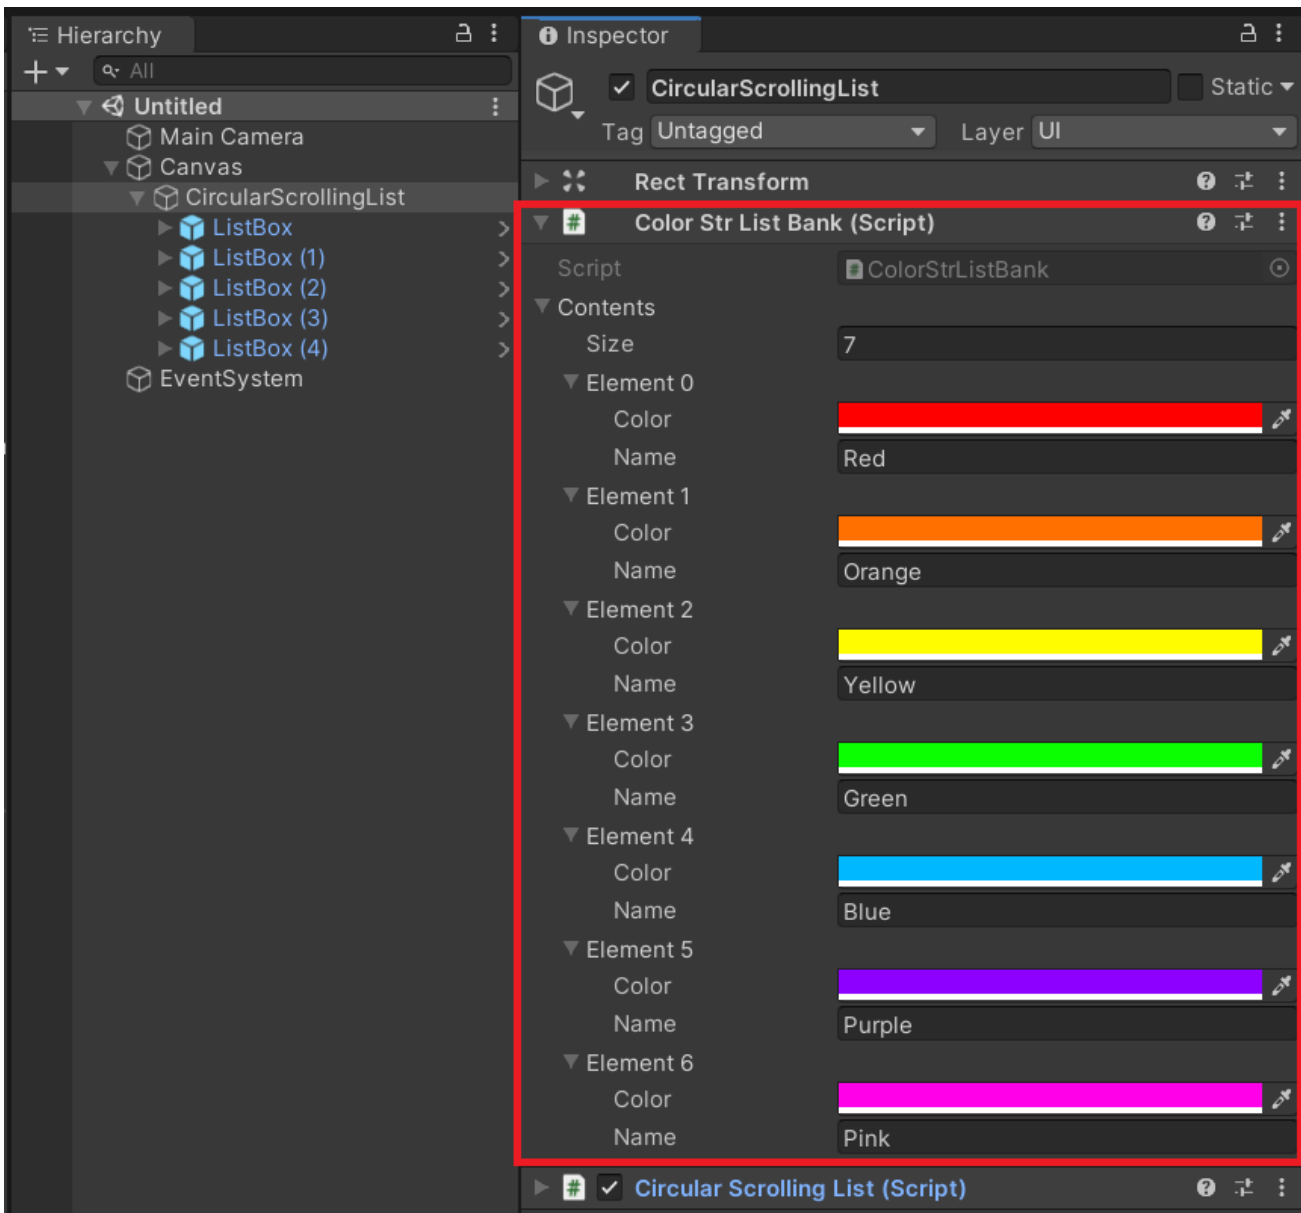 Hierarchy
All
Untitled
Main Camera
Canvas
CircularScrollingList
ListBox
ListBox (1)
ListBox (2)
ListBox (3)
ListBox (4)
EventSystem
Inspector
CircularScrollingList
Static
Tag Untagged
Layer UI
Rect Transform
Color Str List Bank (Script)
Script ColorStrListBank
Contents
Size 7
Element 0
Color
Name Red
Element 1
Color
Name Orange
Element 2
Color
Name Yellow
Element 3
Color
Name Green
Element 4
Color
Name Blue
Element 5
Color
Name Purple
Element 6
Color
Name Pink
Circular Scrolling List (Script)